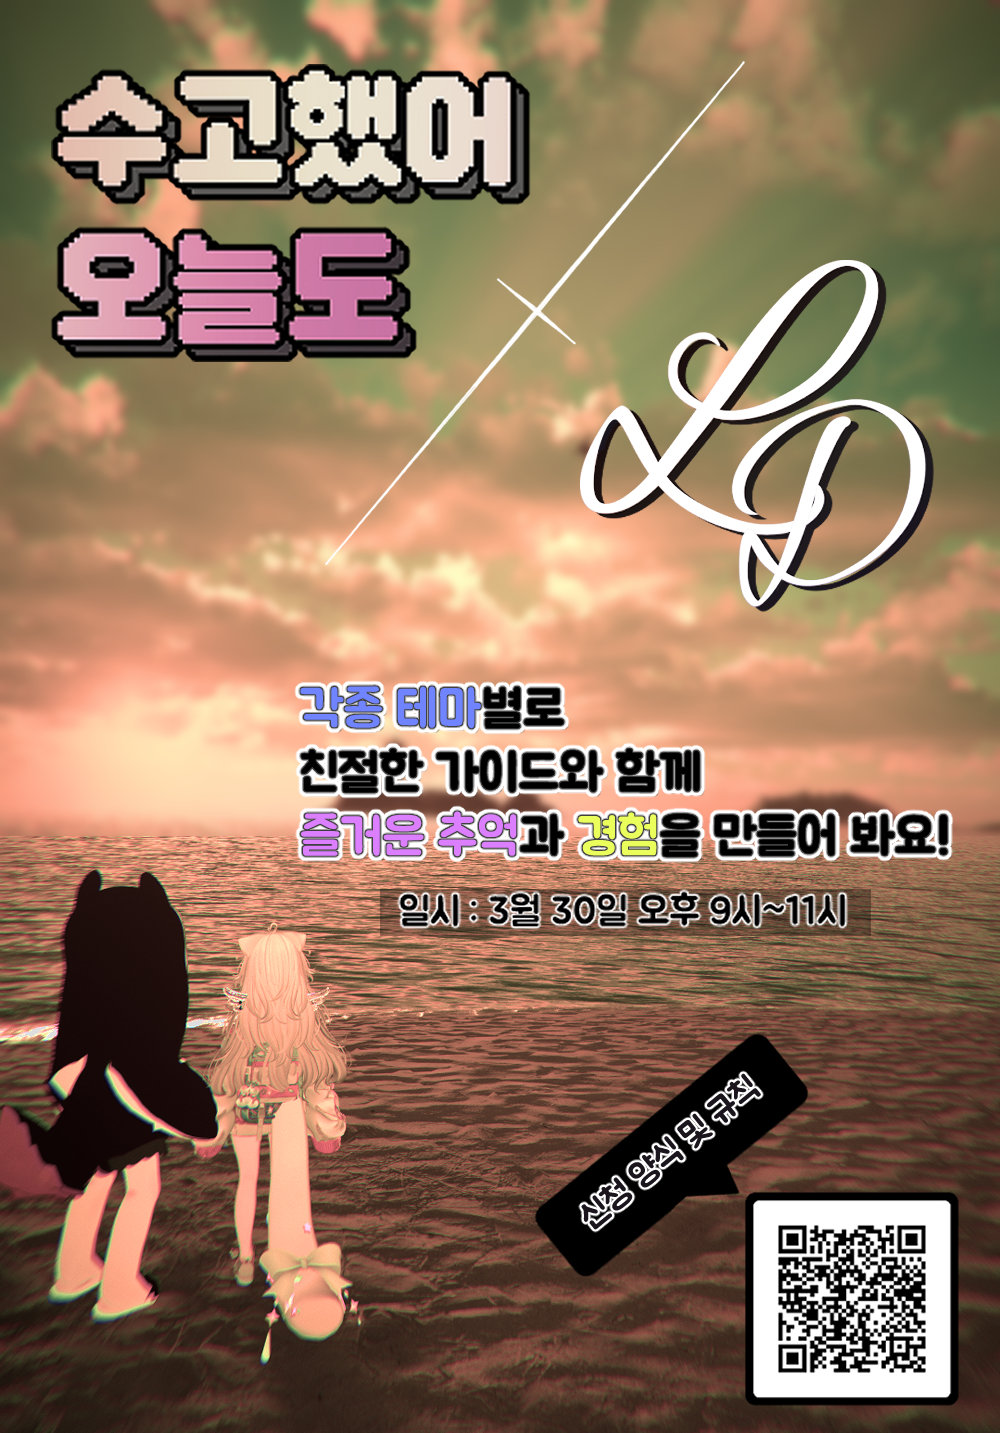 수고했어
오늘도
LD
각종 테마별로
친절한 가이드와 함께
즐거운 추억과 경험을 만들어 봐요!
일시 : 3월 30일 오후 9시~11시
신청 양식 및 규칙